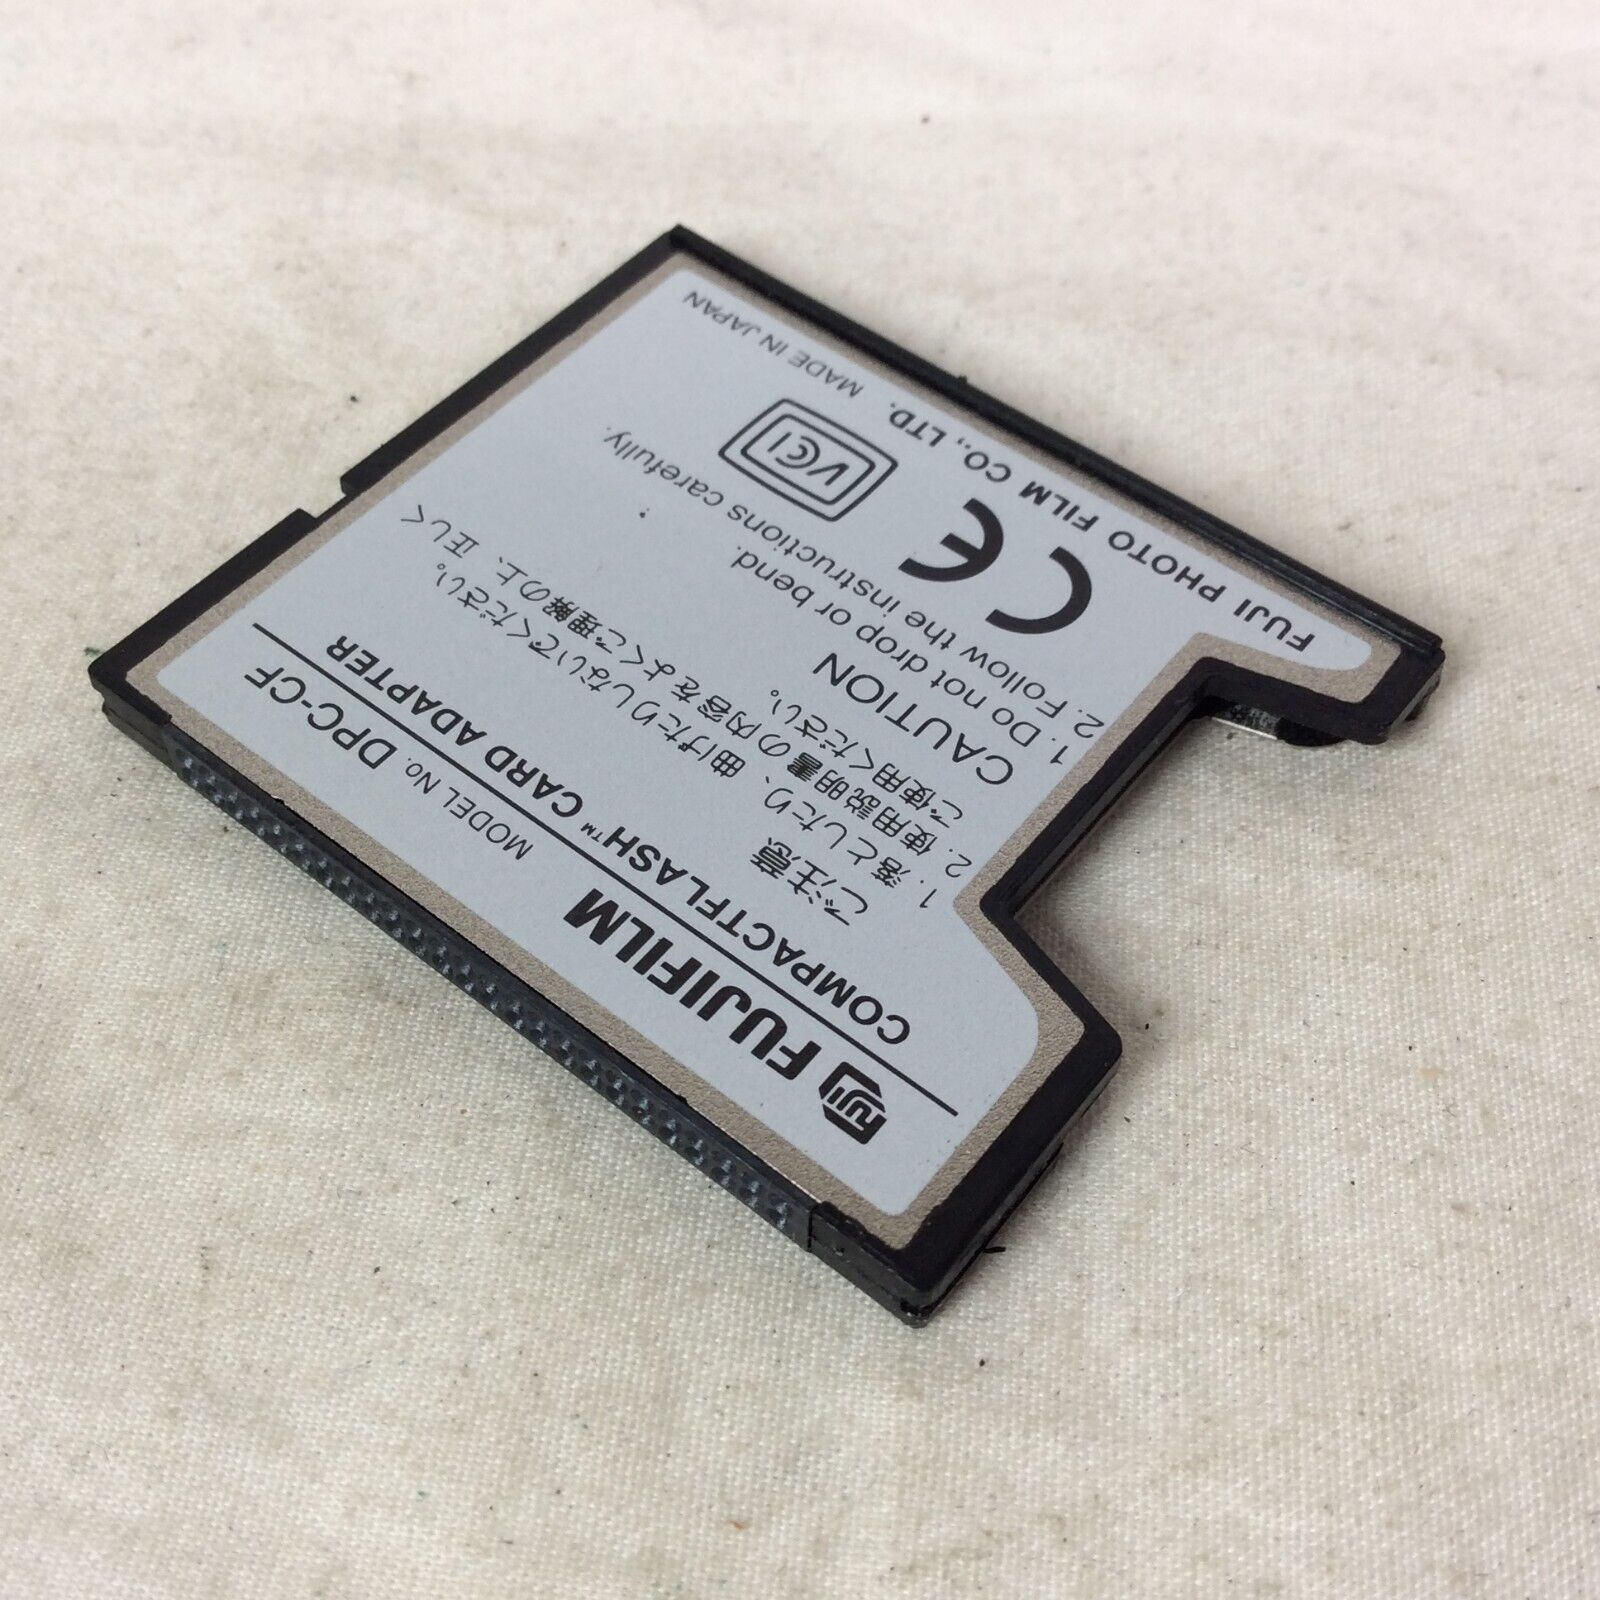 FUJIFILM
MODEL No. DPC-CF
COMPACTFLASH™ CARD ADAPTER
ご注意
1. 落としたり、曲げたりしないでください。
2. 使用説明書の内容をよくご理解の上、正しく
ご使用ください。
CAUTION
1. Do not drop or bend.
2. Follow the instructions carefully.
CE
VCI
FUJI PHOTO FILM CO., LTD. MADE IN JAPAN